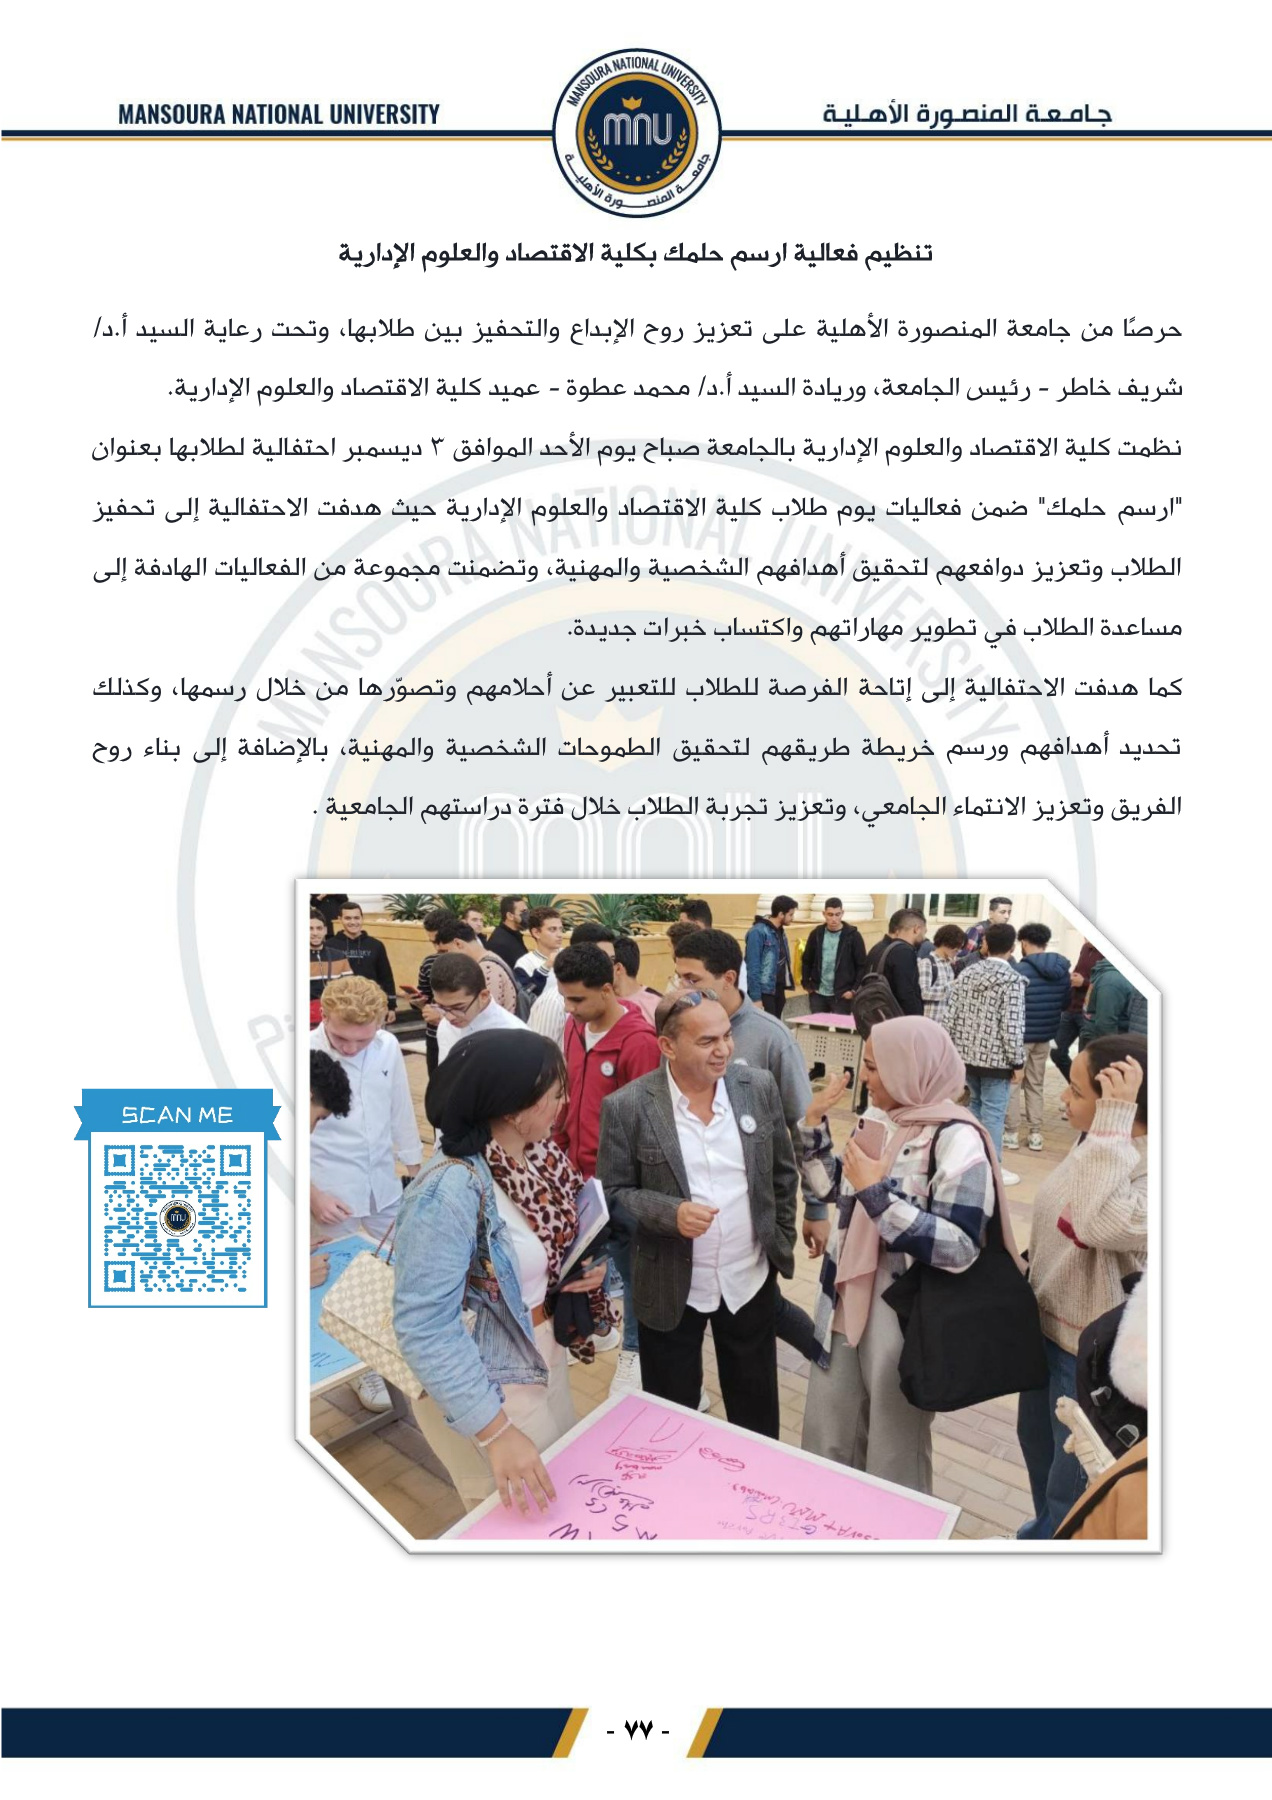 MANSOURA NATIONAL UNIVERSITY
جامعة المنصورة الأهلية
MANSOURA NATIONAL UNIVERSITY
mnu
جامعة المنصورة الأهلية
تنظيم فعالية ارسم حلمك بكلية الاقتصاد والعلوم الإدارية
حرصًا من جامعة المنصورة الأهلية على تعزيز روح الإبداع والتحفيز بين طلابها، وتحت رعاية السيد أ.د/
شريف خاطر - رئيس الجامعة، وريادة السيد أ.د/ محمد عطوة - عميد كلية الاقتصاد والعلوم الإدارية.
نظمت كلية الاقتصاد والعلوم الإدارية بالجامعة صباح يوم الأحد الموافق ٣ ديسمبر احتفالية لطلابها بعنوان
"ارسم حلمك" ضمن فعاليات يوم طلاب كلية الاقتصاد والعلوم الإدارية حيث هدفت الاحتفالية إلى تحفيز
الطلاب وتعزيز دوافعهم لتحقيق أهدافهم الشخصية والمهنية، وتضمنت مجموعة من الفعاليات الهادفة إلى
مساعدة الطلاب في تطوير مهاراتهم واكتساب خبرات جديدة.
كما هدفت الاحتفالية إلى إتاحة الفرصة للطلاب للتعبير عن أحلامهم وتصوّرها من خلال رسمها، وكذلك
تحديد أهدافهم ورسم خريطة طريقهم لتحقيق الطموحات الشخصية والمهنية، بالإضافة إلى بناء روح
الفريق وتعزيز الانتماء الجامعي، وتعزيز تجربة الطلاب خلال فترة دراستهم الجامعية .
SCAN ME
- ٧٧ -